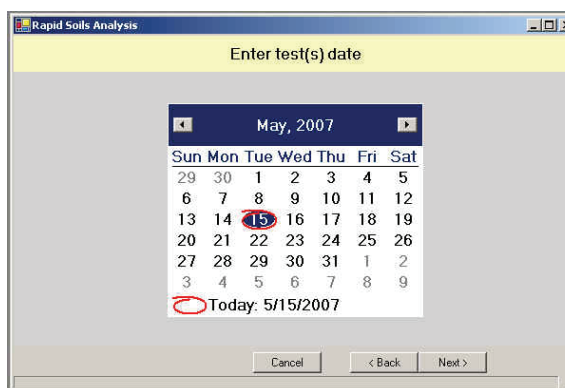 Rapid Soils Analysis
Enter test(s) date
May, 2007
Sun Mon Tue Wed Thu Fri Sat
29 30 1 2 3 4 5
6 7 8 9 10 11 12
13 14 15 16 17 18 19
20 21 22 23 24 25 26
27 28 29 30 31 1 2
3 4 5 6 7 8 9
Today: 5/15/2007
Cancel < Back Next >